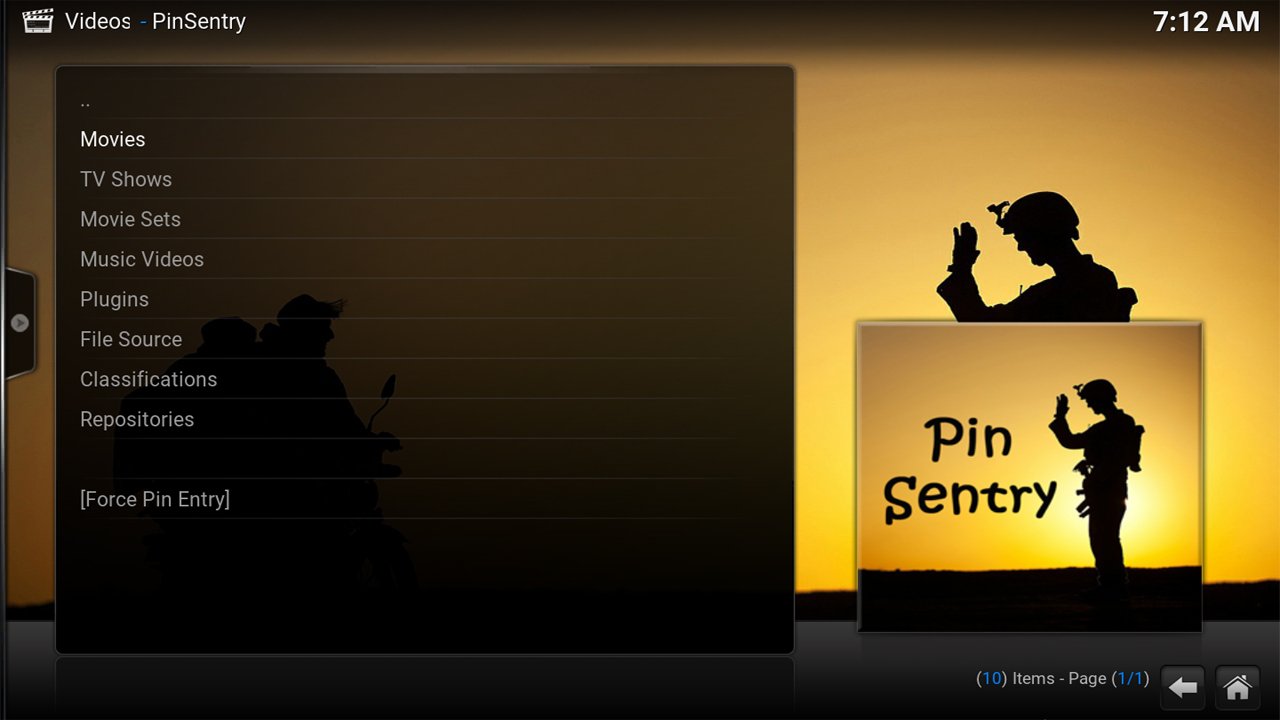 Videos - PinSentry
7:12 AM
..
Movies
TV Shows
Movie Sets
Music Videos
Plugins
File Source
Classifications
Repositories
[Force Pin Entry]
Pin
Sentry
(10) Items - Page (1/1)